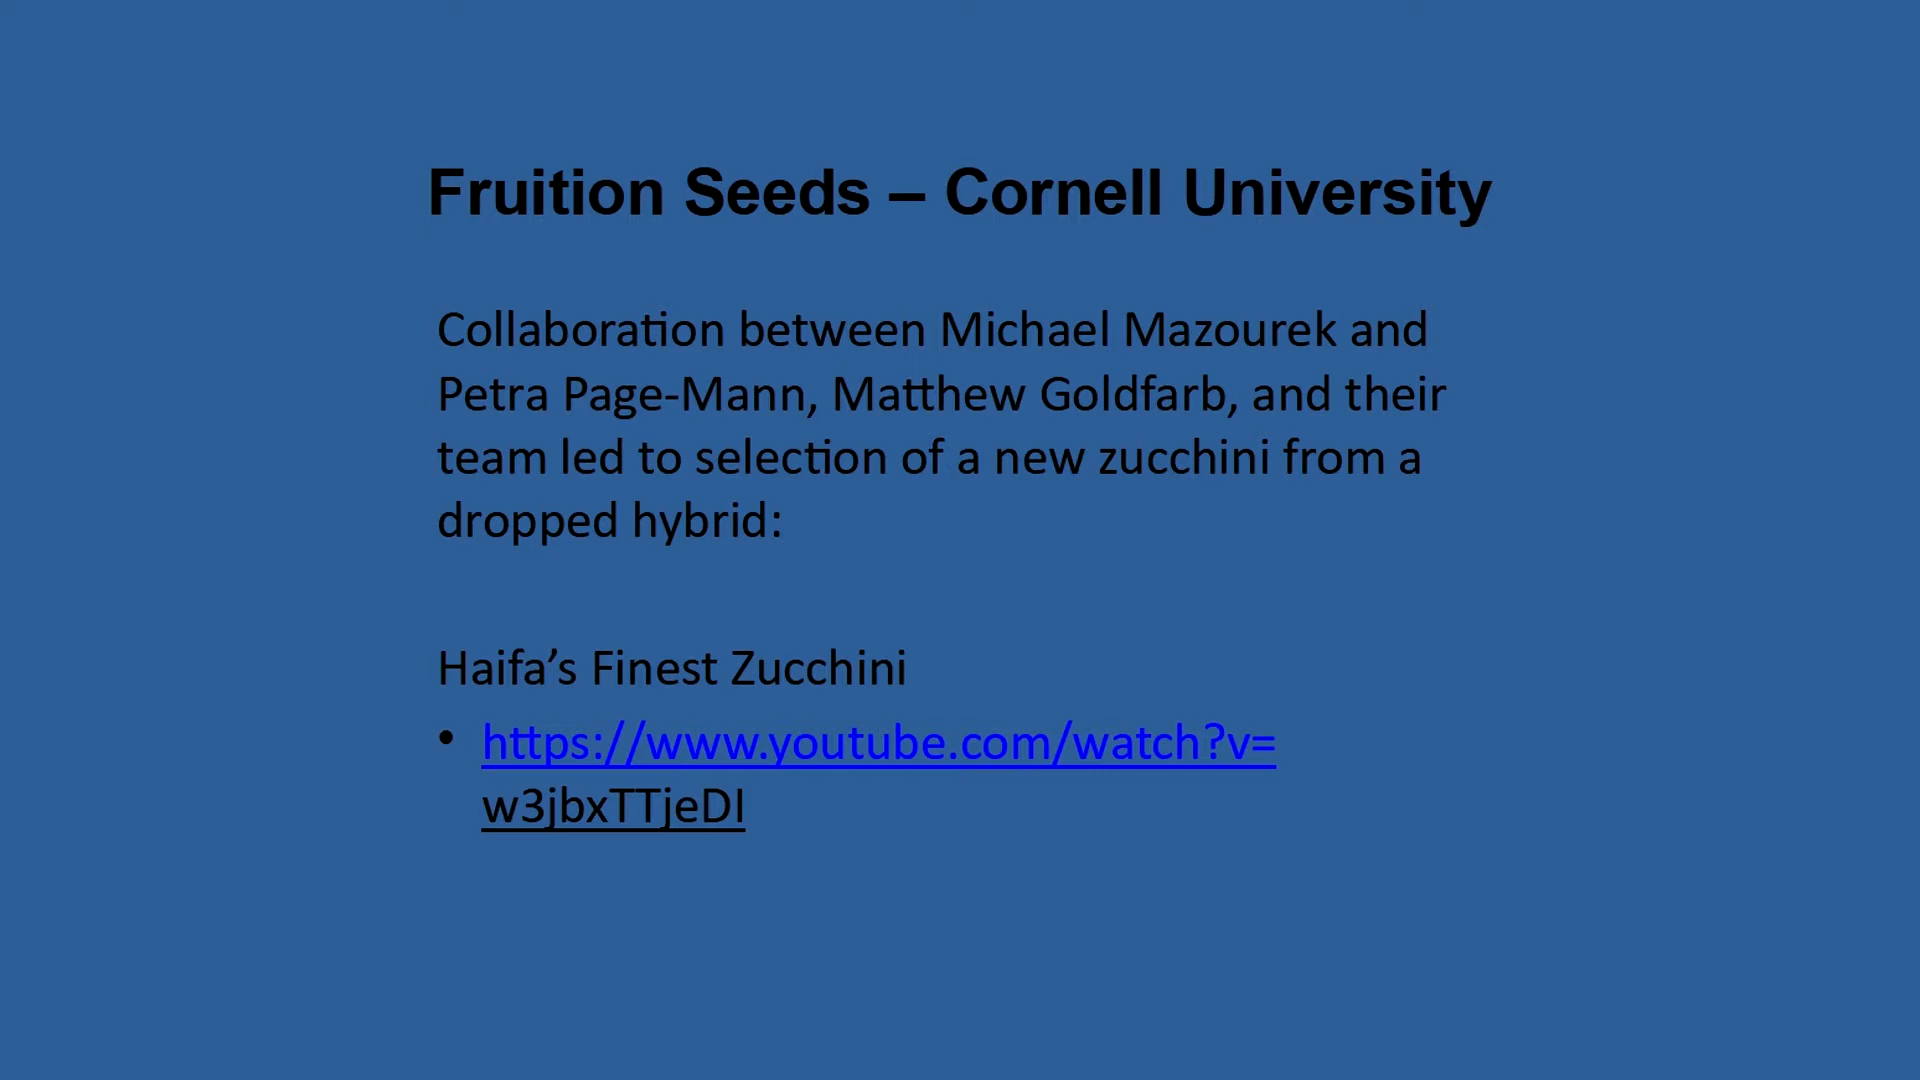 Fruition Seeds – Cornell University
Collaboration between Michael Mazourek and
Petra Page-Mann, Matthew Goldfarb, and their
team led to selection of a new zucchini from a
dropped hybrid:
Haifa’s Finest Zucchini
• https://www.youtube.com/watch?v=
w3jbxTTjeDI